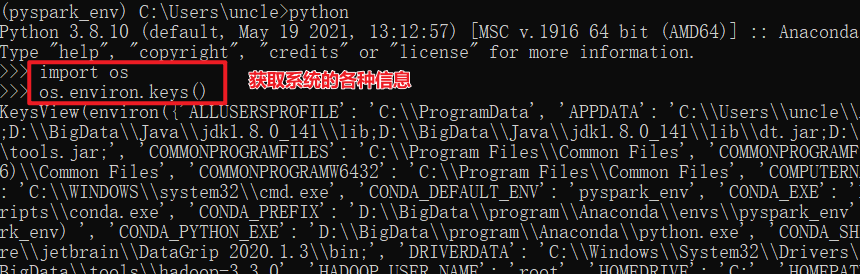 (pyspark_env) C:\Users\uncle>python
Python 3.8.10 (default, May 19 2021, 13:12:57) [MSC v.1916 64 bit (AMD64)] :: Anaconda
Type "help", "copyright", "credits" or "license" for more information.
>>> import os
>>> os.environ.keys() 获取系统的各种信息
KeysView(environ({'ALLUSERSPROFILE': 'C:\\ProgramData', 'APPDATA': 'C:\\Users\\uncle\\
;D:\\BigData\\Java\\jdk1.8.0_141\\lib;D:\\BigData\\Java\\jdk1.8.0_141\\lib\\dt.jar;D:\
\tools.jar;', 'COMMONPROGRAMFILES': 'C:\\Program Files\\Common Files', 'COMMONPROGRAMF
6)\\Common Files', 'COMMONPROGRAMW6432': 'C:\\Program Files\\Common Files', 'COMPUTERN
: 'C:\\WINDOWS\\system32\\cmd.exe', 'CONDA_DEFAULT_ENV': 'pyspark_env', 'CONDA_EXE': '
ripts\\conda.exe', 'CONDA_PREFIX': 'D:\\BigData\\program\\Anaconda\\envs\\pyspark_env'
rk_env) ', 'CONDA_PYTHON_EXE': 'D:\\BigData\\program\\Anaconda\\python.exe', 'CONDA_SH
re\\jetbrain\\DataGrip 2020.1.3\\bin;', 'DRIVERDATA': 'C:\\Windows\\System32\\Drivers\
BigData\\tools\\hadoop-3.3.0', 'HADOOP_USER_NAME': 'root', 'HOMEDRIVE': 'C:', 'HOMEPAT